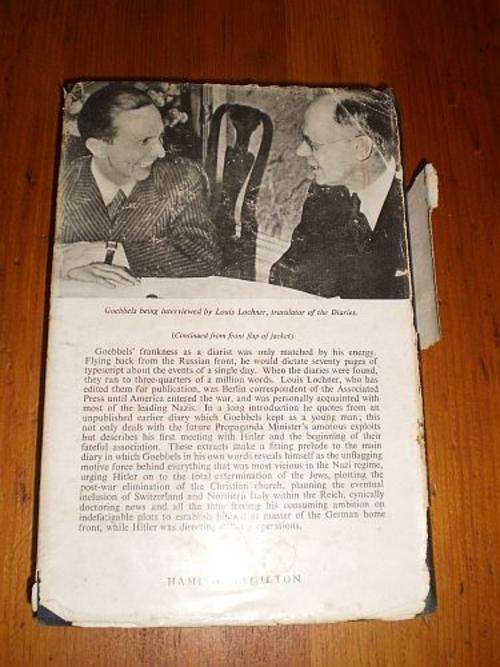 Goebbels being interviewed by Louis Lochner, translator of the Diaries.
(Continued from front flap of jacket)
Goebbels' frankness as a diarist was only matched by his energy.
Flying back from the Russian front, he would dictate seventy pages of
typescript about the events of a single day. When the diaries were found,
they ran to three-quarters of a million words. Louis Lochner, who has
edited them for publication, was Berlin correspondent of the Associated
Press until America entered the war, and was personally acquainted with
most of the leading Nazis. In a long introduction he quotes from an
unpublished earlier diary which Goebbels kept as a young man; this
not only deals with the future Propaganda Minister's amorous exploits
but describes his first meeting with Hitler and the beginning of their
fateful association. These extracts make a fitting prelude to the main
diary in which Goebbels in his own words reveals himself as the unflagging
motive force behind everything that was most vicious in the Nazi regime,
urging Hitler on to the total extermination of the Jews, plotting the
post-war elimination of the Christian church, planning the eventual
inclusion of Switzerland and Northern Italy within the Reich, cynically
doctoring news and all the time feeding his consuming ambition on
indefatigable plots to establish himself as master of the German home
front, while Hitler was directing operations.
HAMISH HAMILTON